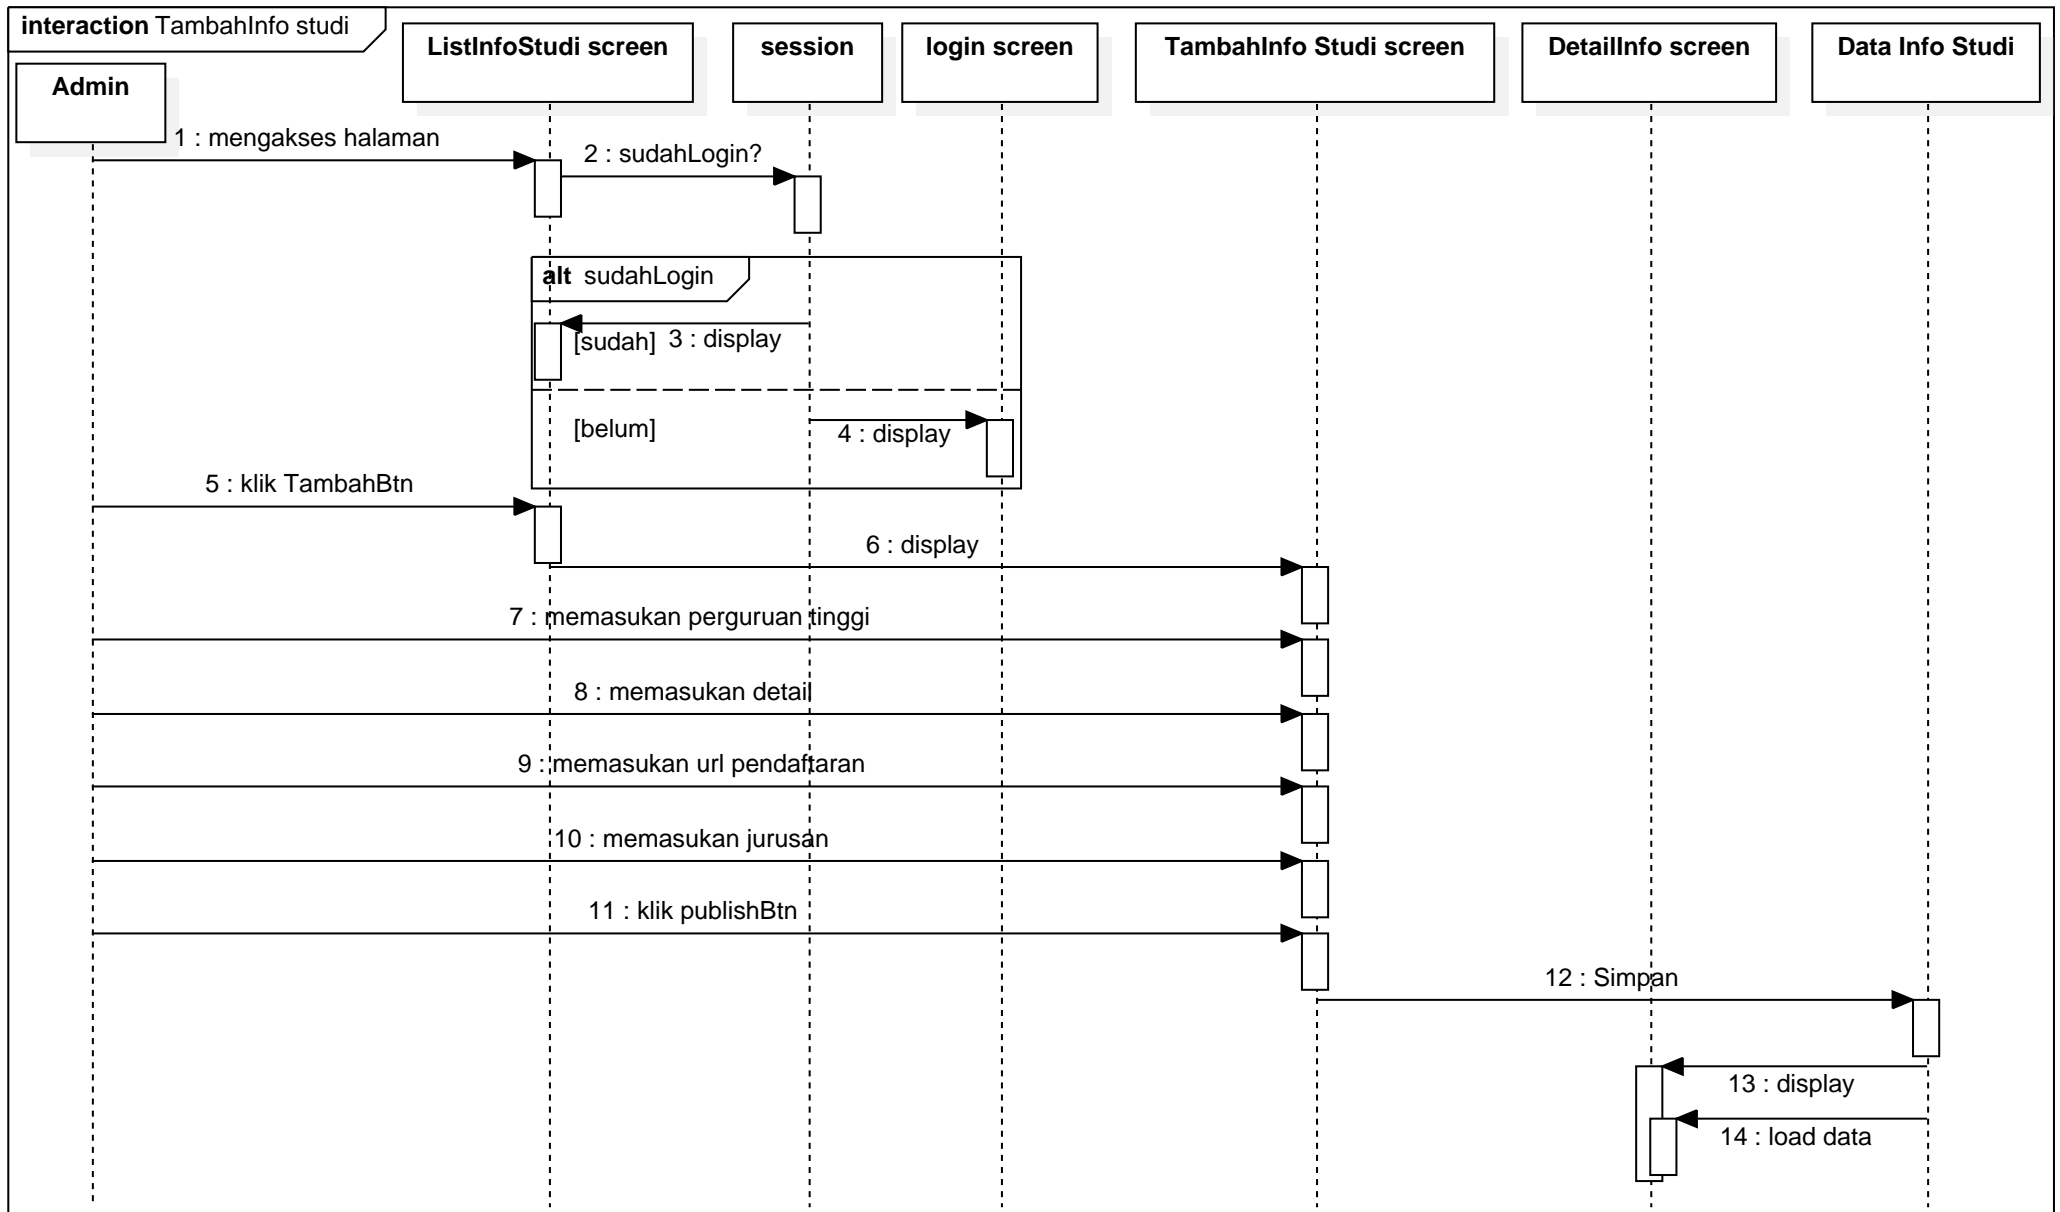 interaction TambahInfo studi
Admin
ListInfoStudi screen
session
login screen
TambahInfo Studi screen
DetailInfo screen
Data Info Studi
1 : mengakses halaman
2 : sudahLogin?
alt sudahLogin
[sudah]
3 : display
[belum]
4 : display
5 : klik TambahBtn
6 : display
7 : memasukan perguruan tinggi
8 : memasukan detail
9 : memasukan url pendaftaran
10 : memasukan jurusan
11 : klik publishBtn
12 : Simpan
13 : display
14 : load data